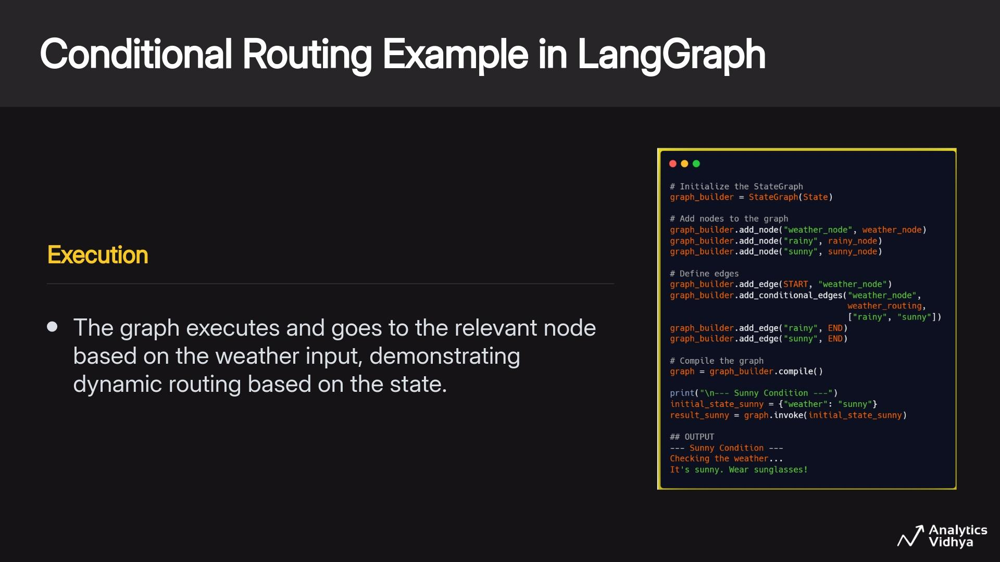 Conditional Routing Example in LangGraph
Execution
The graph executes and goes to the relevant node
based on the weather input, demonstrating
dynamic routing based on the state.
# Initialize the StateGraph
graph_builder = StateGraph(State)
# Add nodes to the graph
graph_builder.add_node("weather_node", weather_node)
graph_builder.add_node("rainy", rainy_node)
graph_builder.add_node("sunny", sunny_node)
# Define edges
graph_builder.add_edge(START, "weather_node")
graph_builder.add_conditional_edges("weather_node",
weather_routing,
["rainy", "sunny"])
graph_builder.add_edge("rainy", END)
graph_builder.add_edge("sunny", END)
# Compile the graph
graph = graph_builder.compile()
print("\n--- Sunny Condition ---")
initial_state_sunny = {"weather": "sunny"}
result_sunny = graph.invoke(initial_state_sunny)
## OUTPUT
--- Sunny Condition ---
Checking the weather...
It's sunny. Wear sunglasses!
Analytics
Vidhya